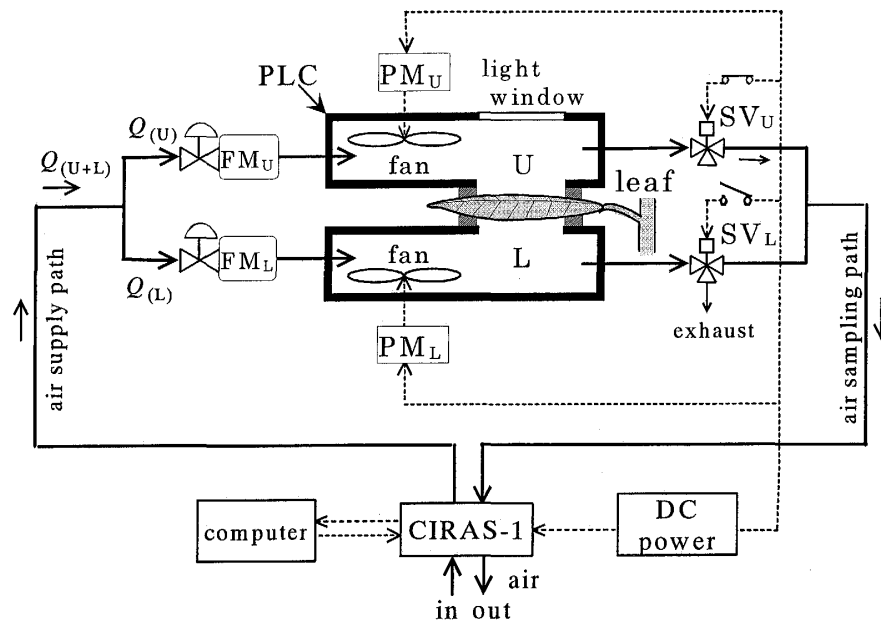 PM_U
PLC
light
window
SV_U
Q_(U)
Q_(U+L)
FM_U
fan
U
leaf
fan
L
SV_L
FM_L
Q_(L)
exhaust
PM_L
air supply path
air sampling path
computer
CIRAS-1
DC
power
air
in out